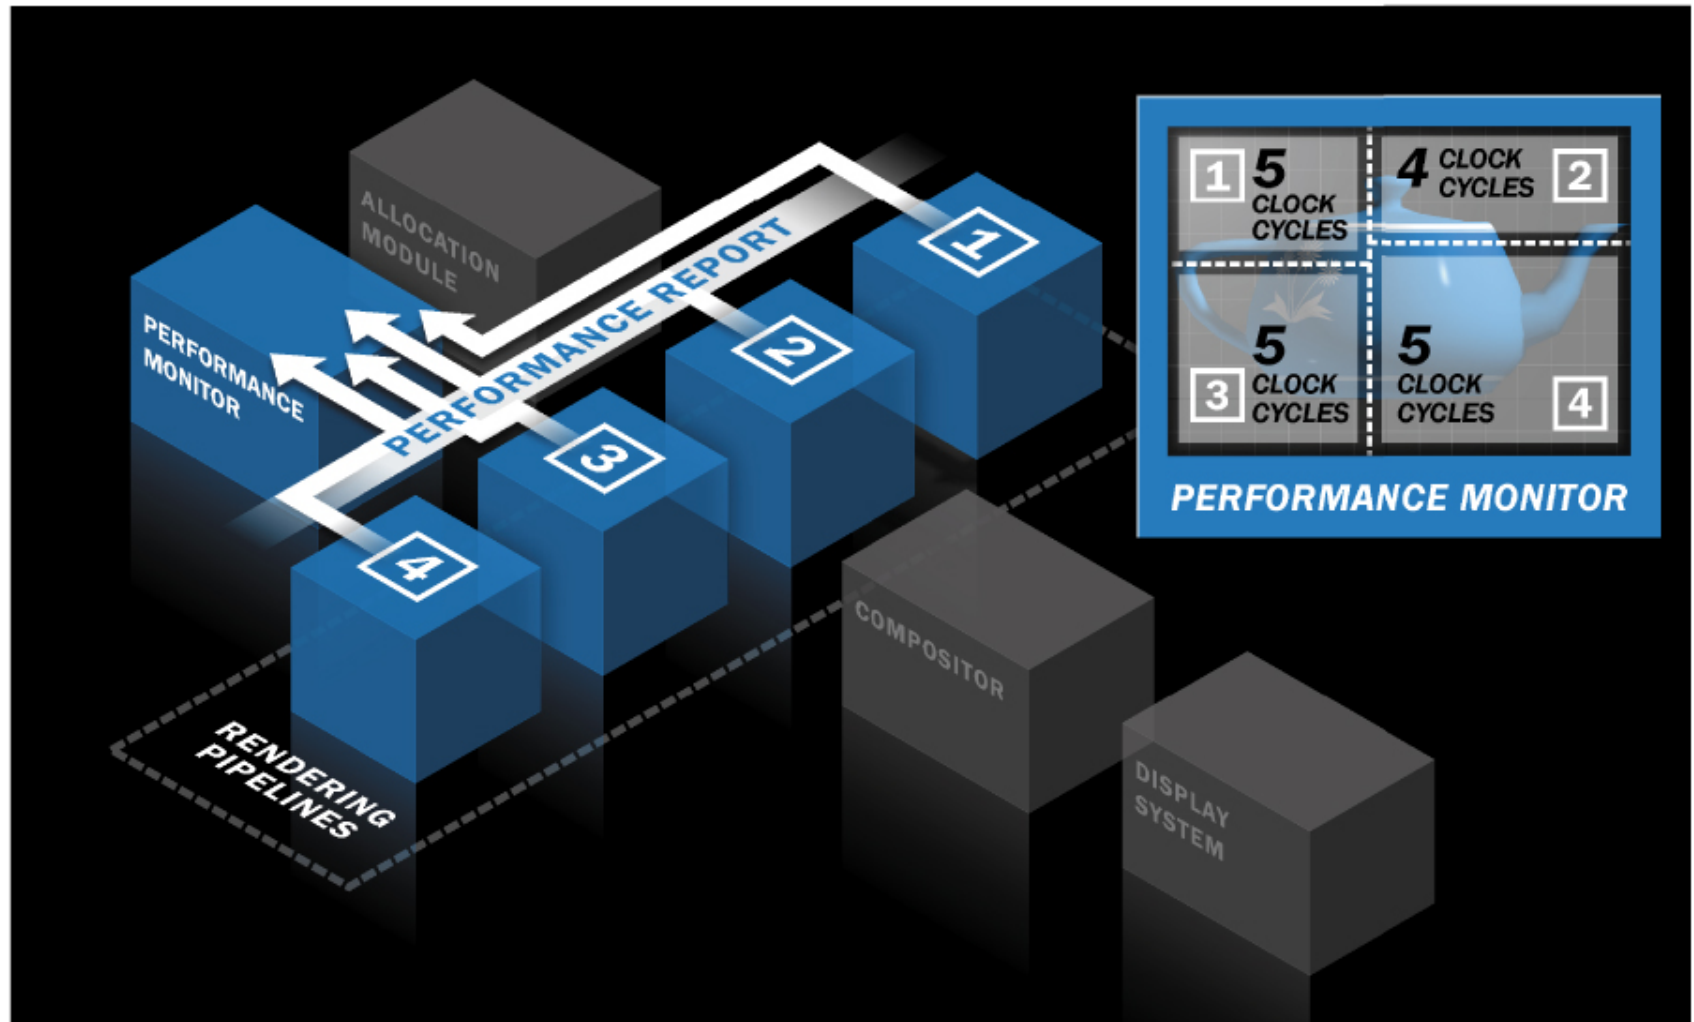 ALLOCATION
MODULE
PERFORMANCE
MONITOR
PERFORMANCE REPORT
1
2
3
4
RENDERING
PIPELINES
COMPOSITOR
DISPLAY
SYSTEM
1 5
CLOCK
CYCLES
4 CLOCK
CYCLES 2
5
3 CLOCK
CYCLES
5
CLOCK
CYCLES 4
PERFORMANCE MONITOR